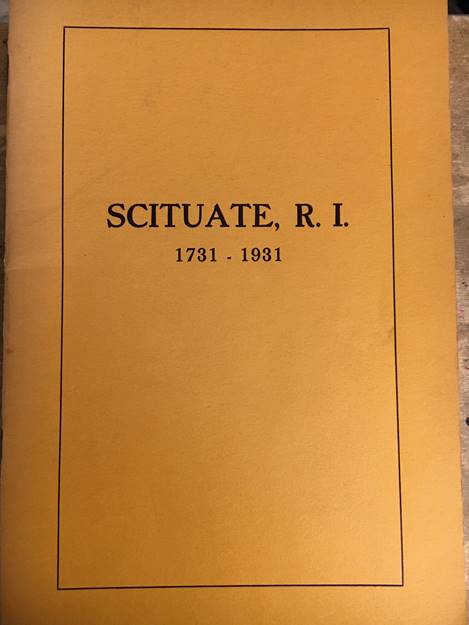 SCITUATE, R. I.
1731 - 1931